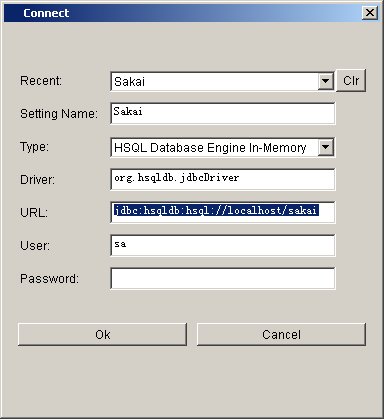 Connect
Recent: Sakai Clr
Setting Name: Sakai
Type: HSQL Database Engine In-Memory
Driver: org.hsqldb.jdbcDriver
URL: jdbc:hsqldb:hsql://localhost/sakai
User: sa
Password:
Ok Cancel